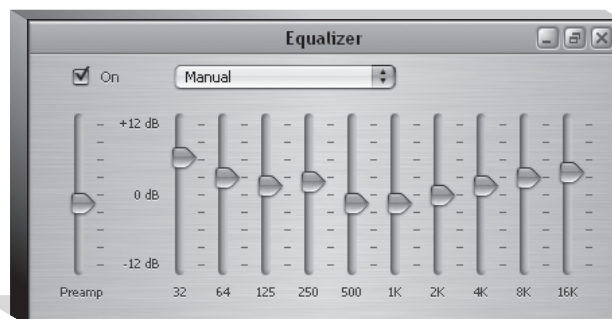 Equalizer
On
Manual
+12 dB
0 dB
-12 dB
Preamp 32 64 125 250 500 1K 2K 4K 8K 16K